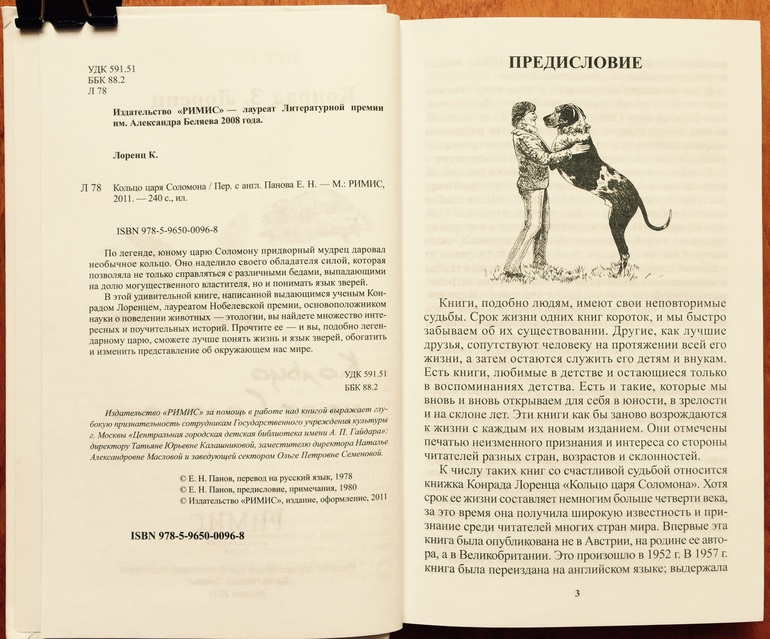 УДК 591.51
ББК 88.2
Л 78
Издательство «РИМИС» — лауреат Литературной премии
им. Александра Беляева 2008 года.
Лоренц К.
Л 78 Кольцо царя Соломона / Пер. с англ. Панова Е. Н. — М.: РИМИС,
2011. — 240 с., ил.
ISBN 978-5-9650-0096-8
По легенде, юному царю Соломону придворный мудрец даровал
необычное кольцо. Оно наделило своего обладателя силой, которая
позволяла не только справляться с различными бедами, выпадающими
на долю могущественного властителя, но и понимать язык зверей.
В этой удивительной книге, написанной выдающимся ученым Кон-
радом Лоренцем, лауреатом Нобелевской премии, основоположником
науки о поведении животных — этологии, вы найдете множество инте-
ресных и поучительных историй. Прочтите ее — и вы, подобно леген-
дарному царю, сможете лучше понять жизнь и язык зверей, обогатить
и изменить представление об окружающем нас мире.
УДК 591.51
ББК 88.2
Издательство «РИМИС» за помощь в работе над книгой выражает глу-
бокую признательность сотрудникам Государственного учреждения культуры
г. Москвы «Центральная городская детская библиотека имени А. П. Гайдара»:
директору Татьяне Юрьевне Калашниковой, заместителю директора Наталье
Александровне Масловой и заведующей сектором Ольге Петровне Семеновой.
© Е. Н. Панов, перевод на русский язык, 1978
© Е. Н. Панов, предисловие, примечания, 1980
© Издательство «РИМИС», издание, оформление, 2011
ISBN 978-5-9650-0096-8
ПРЕДИСЛОВИЕ
Книги, подобно людям, имеют свои неповторимые
судьбы. Срок жизни одних книг короток, и мы быстро
забываем об их существовании. Другие, как лучшие
друзья, сопутствуют человеку на протяжении всей его
жизни, а затем остаются служить его детям и внукам.
Есть книги, любимые в детстве и остающиеся только
в воспоминаниях детства. Есть и такие, которые мы
вновь и вновь открываем для себя в юности, в зрелости
и на склоне лет. Эти книги как бы заново возрождаются
к жизни с каждым их новым изданием. Они отмечены
печатью неизменного признания и интереса со стороны
читателей разных стран, возрастов и склонностей.
К числу таких книг со счастливой судьбой относится
книжка Конрада Лоренца «Кольцо царя Соломона». Хотя
срок ее жизни составляет немногим больше четверти века,
за это время она получила широкую известность и при-
знание среди читателей многих стран мира. Впервые эта
книга была опубликована не в Австрии, на родине ее авто-
ра, а в Великобритании. Это произошло в 1952 г. В 1957 г.
книга была переиздана на английском языке; выдержала
3